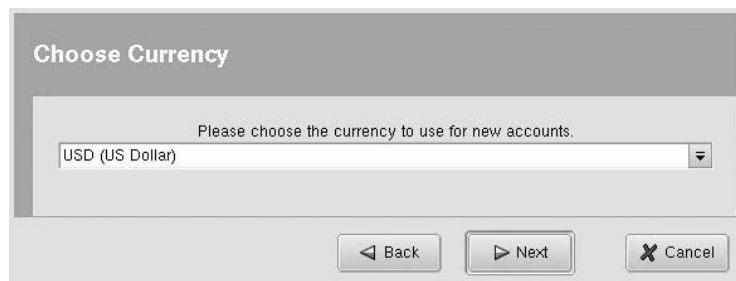 Choose Currency
Please choose the currency to use for new accounts.
USD (US Dollar)
Back Next Cancel